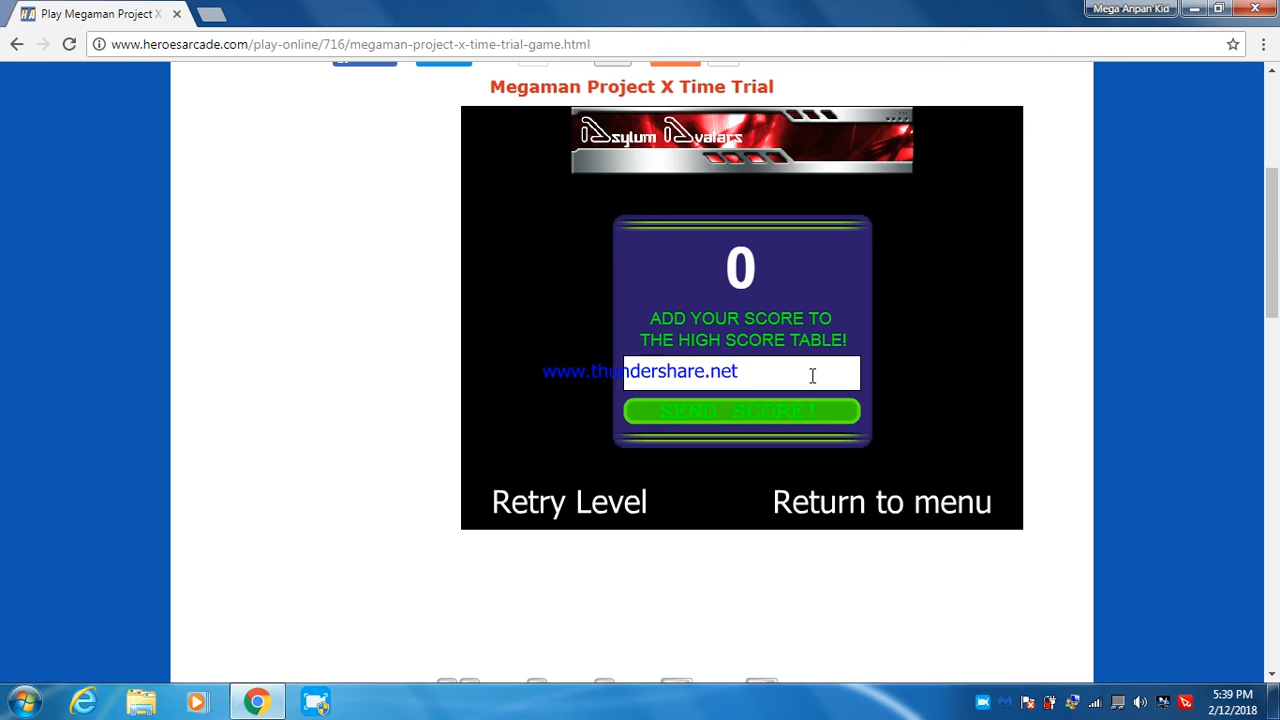 Play Megaman Project X
Mega Anpan Kid
www.heroesarcade.com/play-online/716/megaman-project-x-time-trial-game.html
Megaman Project X Time Trial
Asylum Avatars
0
ADD YOUR SCORE TO
THE HIGH SCORE TABLE!
www.thundershare.net
SEND SCORE!
Retry Level
Return to menu
5:39 PM
2/12/2018